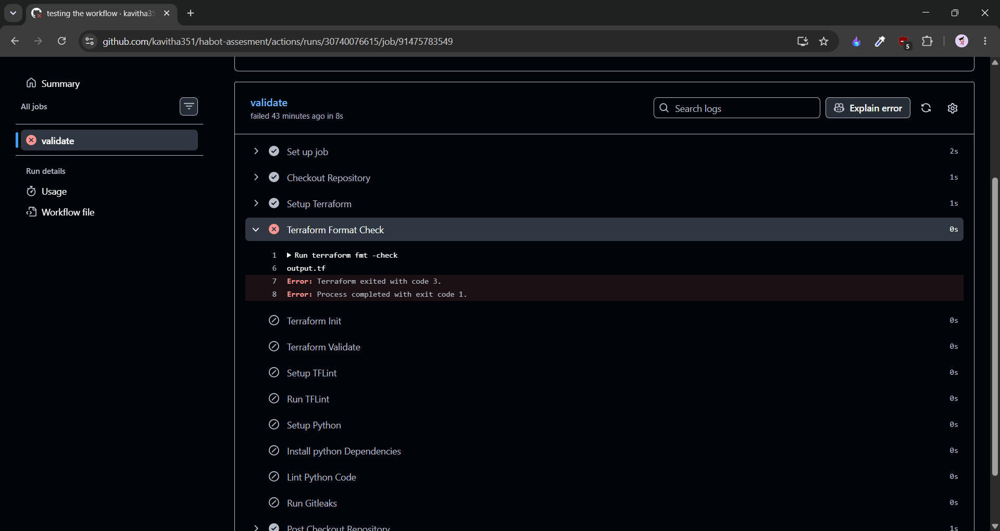 testing the workflow · kavitha35
github.com/kavitha351/habot-assesment/actions/runs/30740076615/job/91475783549
5
Summary
All jobs
validate
Run details
Usage
Workflow file
validate
failed 43 minutes ago in 8s
Search logs
Explain error
Set up job 2s
Checkout Repository 1s
Setup Terraform 1s
Terraform Format Check 0s
1 Run terraform fmt -check
6 output.tf
7 Error: Terraform exited with code 3.
8 Error: Process completed with exit code 1.
Terraform Init 0s
Terraform Validate 0s
Setup TFLint 0s
Run TFLint 0s
Setup Python 0s
Install python Dependencies 0s
Lint Python Code 0s
Run Gitleaks 0s
Post Checkout Repository 1s